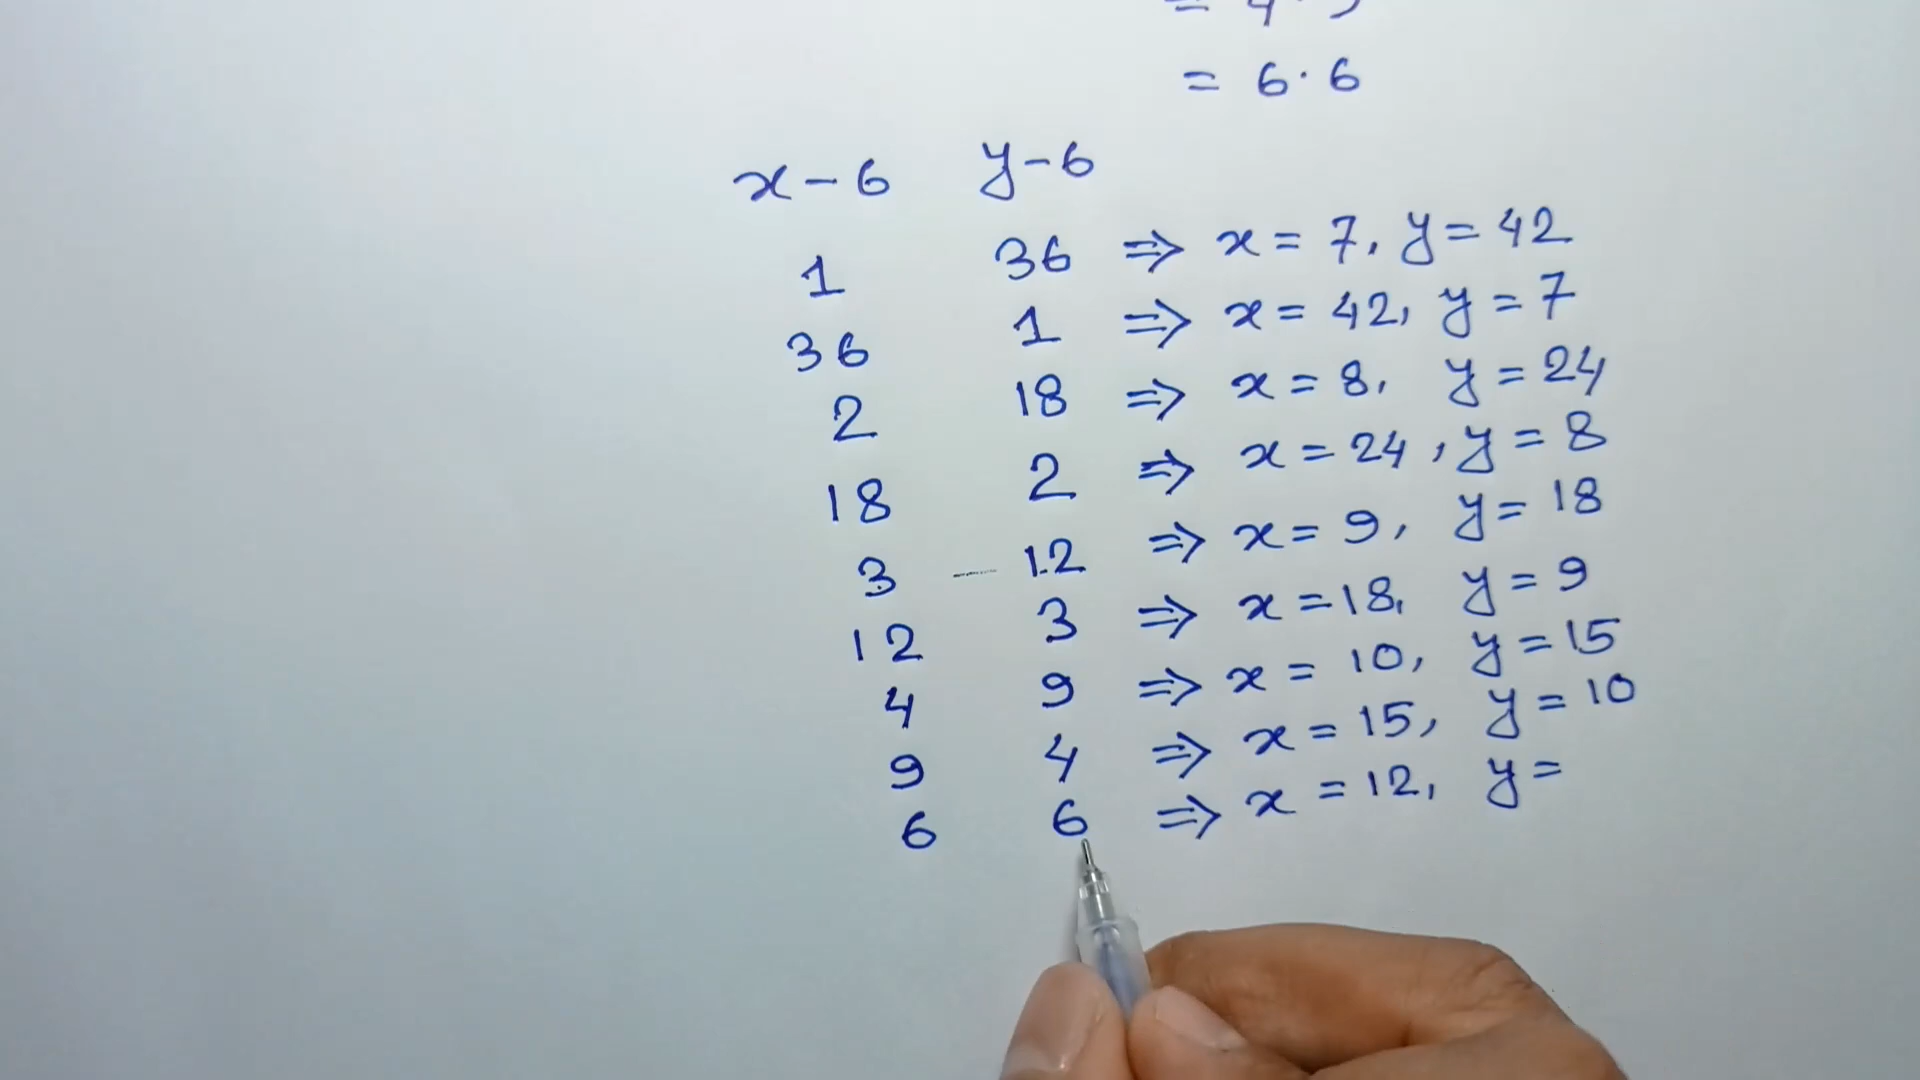 = 4 · 9
= 6 · 6
x - 6 y - 6
1 36 ⇒ x = 7, y = 42
36 1 ⇒ x = 42, y = 7
2 18 ⇒ x = 8, y = 24
18 2 ⇒ x = 24, y = 8
3 — 12 ⇒ x = 9, y = 18
12 3 ⇒ x = 18, y = 9
4 9 ⇒ x = 10, y = 15
9 4 ⇒ x = 15, y = 10
6 6 ⇒ x = 12, y =